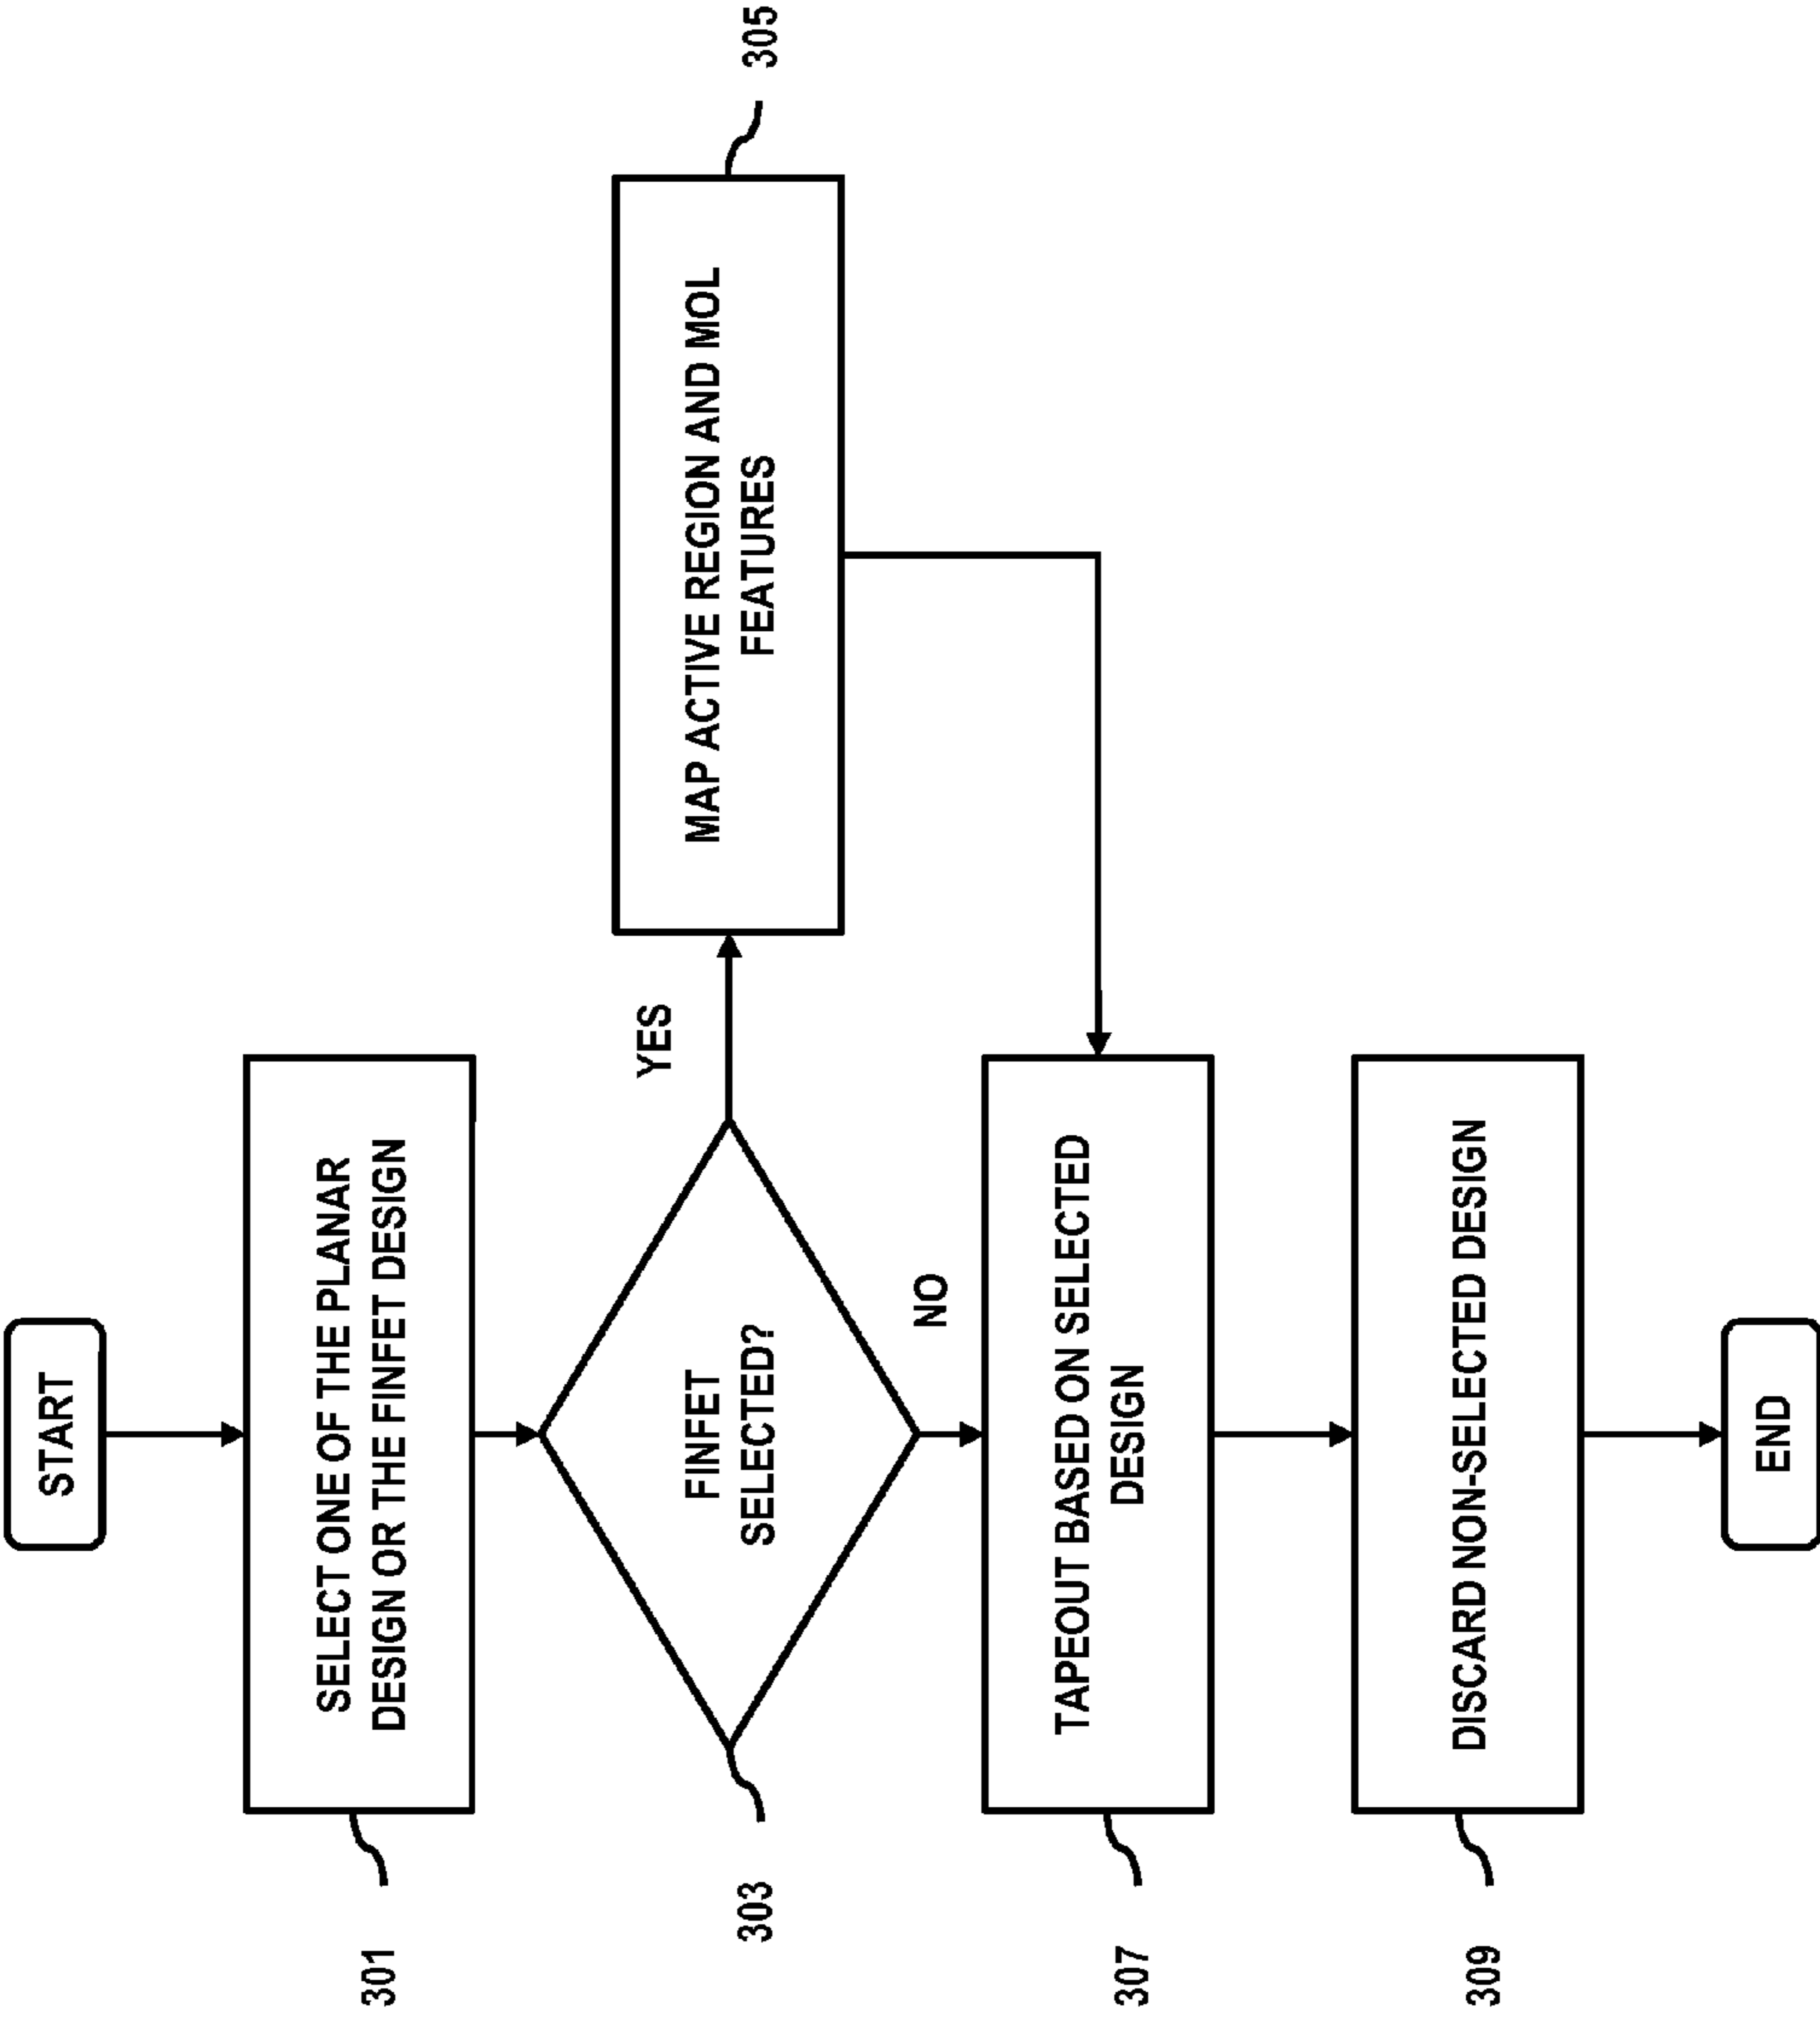 START
301
SELECT ONE OF THE PLANAR
DESIGN OR THE FINFET DESIGN
303
FINFET
SELECTED?
YES
305
MAP ACTIVE REGION AND MOL
FEATURES
NO
307
TAPEOUT BASED ON SELECTED
DESIGN
309
DISCARD NON-SELECTED DESIGN
END